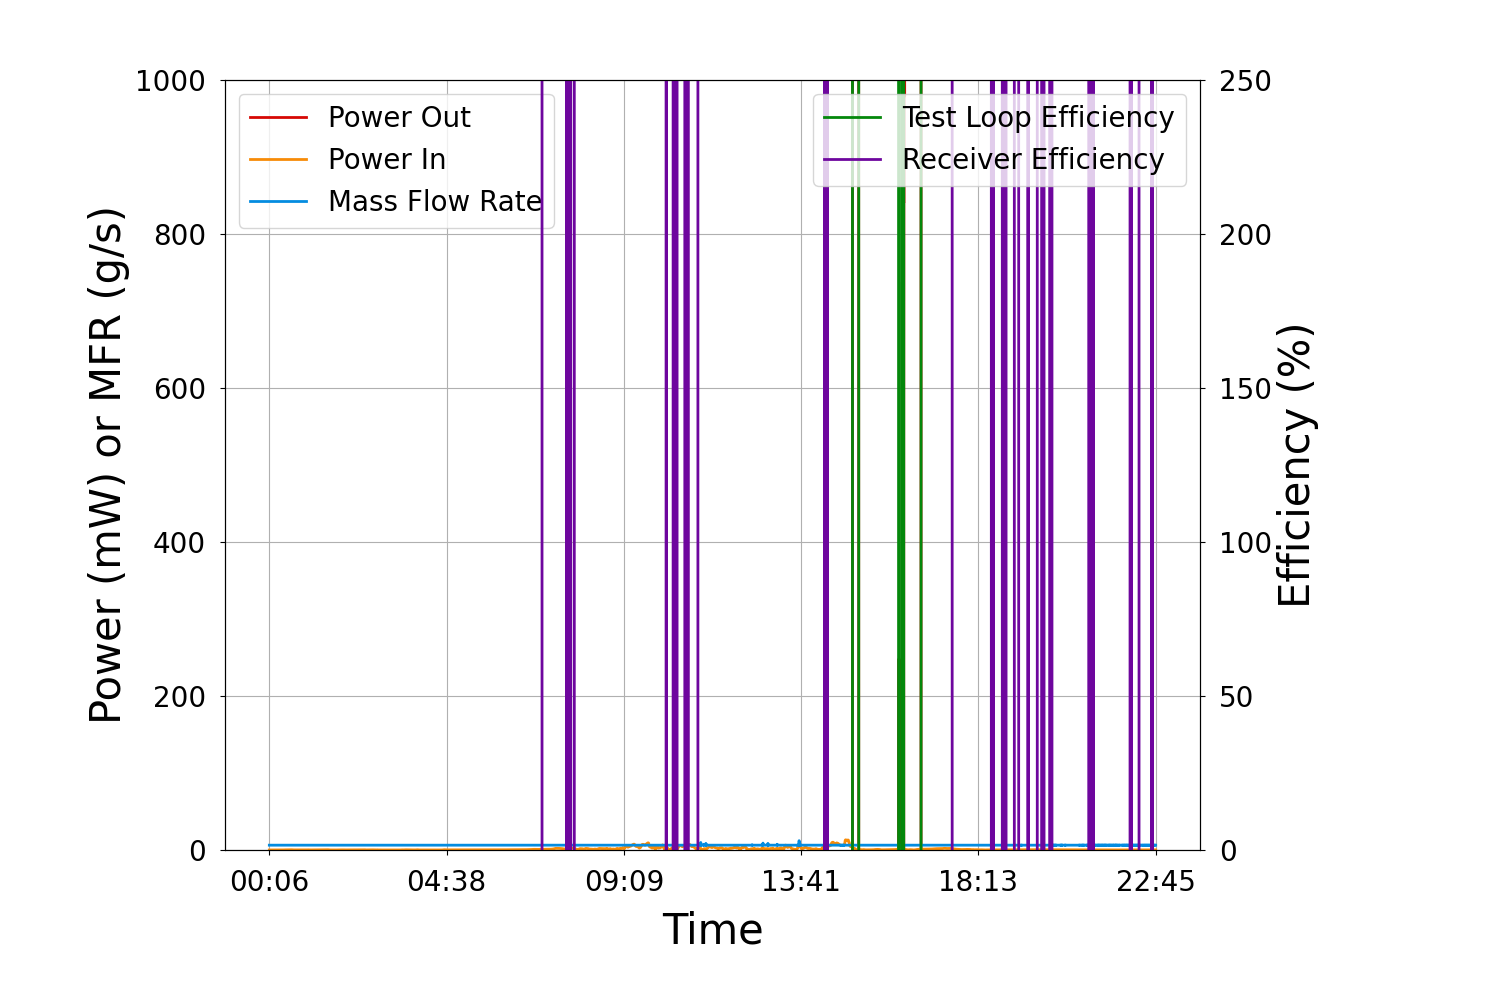 Power (mW) or MFR (g/s)
1000
800
600
400
200
0
Power Out
Power In
Mass Flow Rate
Test Loop Efficiency
Receiver Efficiency
250
200
150
100
50
0
Efficiency (%)
00:06 04:38 09:09 13:41 18:13 22:45
Time